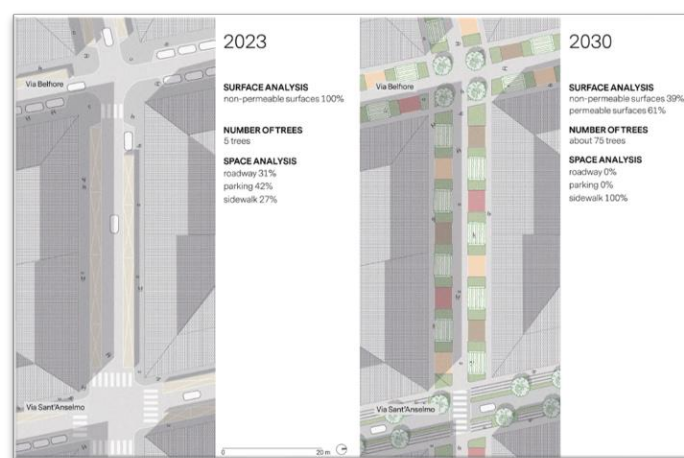 2023
Via Belfiore
SURFACE ANALYSIS
non-permeable surfaces 100%
NUMBER OF TREES
5 trees
SPACE ANALYSIS
roadway 31%
parking 42%
sidewalk 27%
Via Sant'Anselmo
0 20 m
2030
Via Belfiore
SURFACE ANALYSIS
non-permeable surfaces 39%
permeable surfaces 61%
NUMBER OF TREES
about 75 trees
SPACE ANALYSIS
roadway 0%
parking 0%
sidewalk 100%
Via Sant'Anselmo